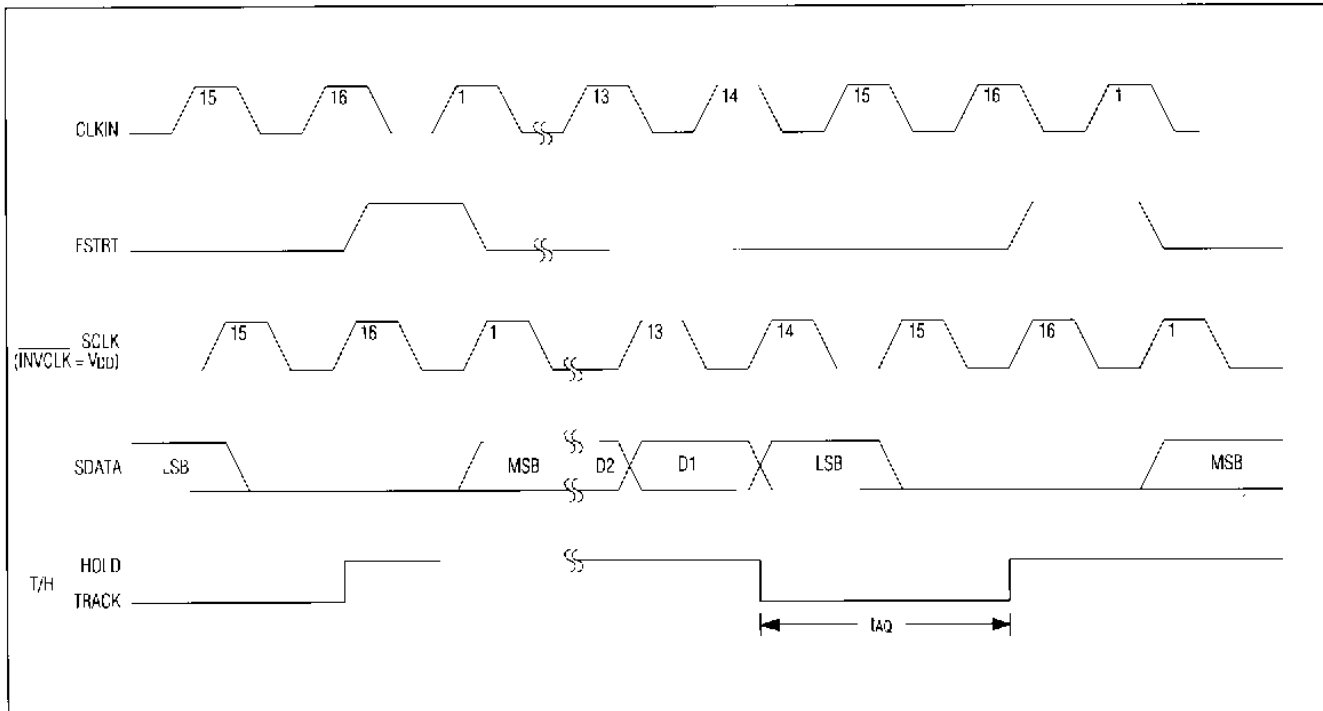 CLKIN 15 16 1 13 14 15 16 1
FSTRT
SCLK 15 16 1 13 14 15 16 1
(INVCLK = VDD)
SDATA LSB MSB D2 D1 LSB MSB
T/H HOLD
TRACK
tAQ